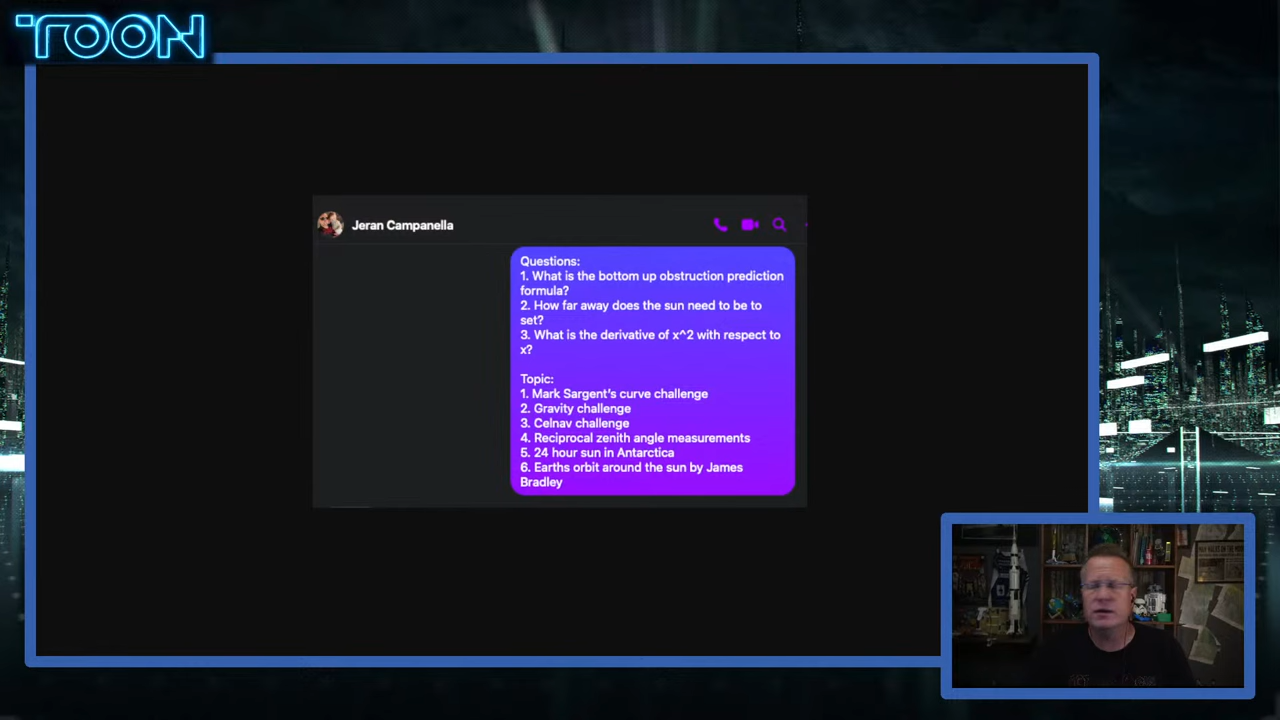 TOON
Jeran Campanella
Questions:
1. What is the bottom up obstruction prediction
formula?
2. How far away does the sun need to be to
set?
3. What is the derivative of x^2 with respect to
x?
Topic:
1. Mark Sargent's curve challenge
2. Gravity challenge
3. Celnav challenge
4. Reciprocal zenith angle measurements
5. 24 hour sun in Antarctica
6. Earths orbit around the sun by James
Bradley